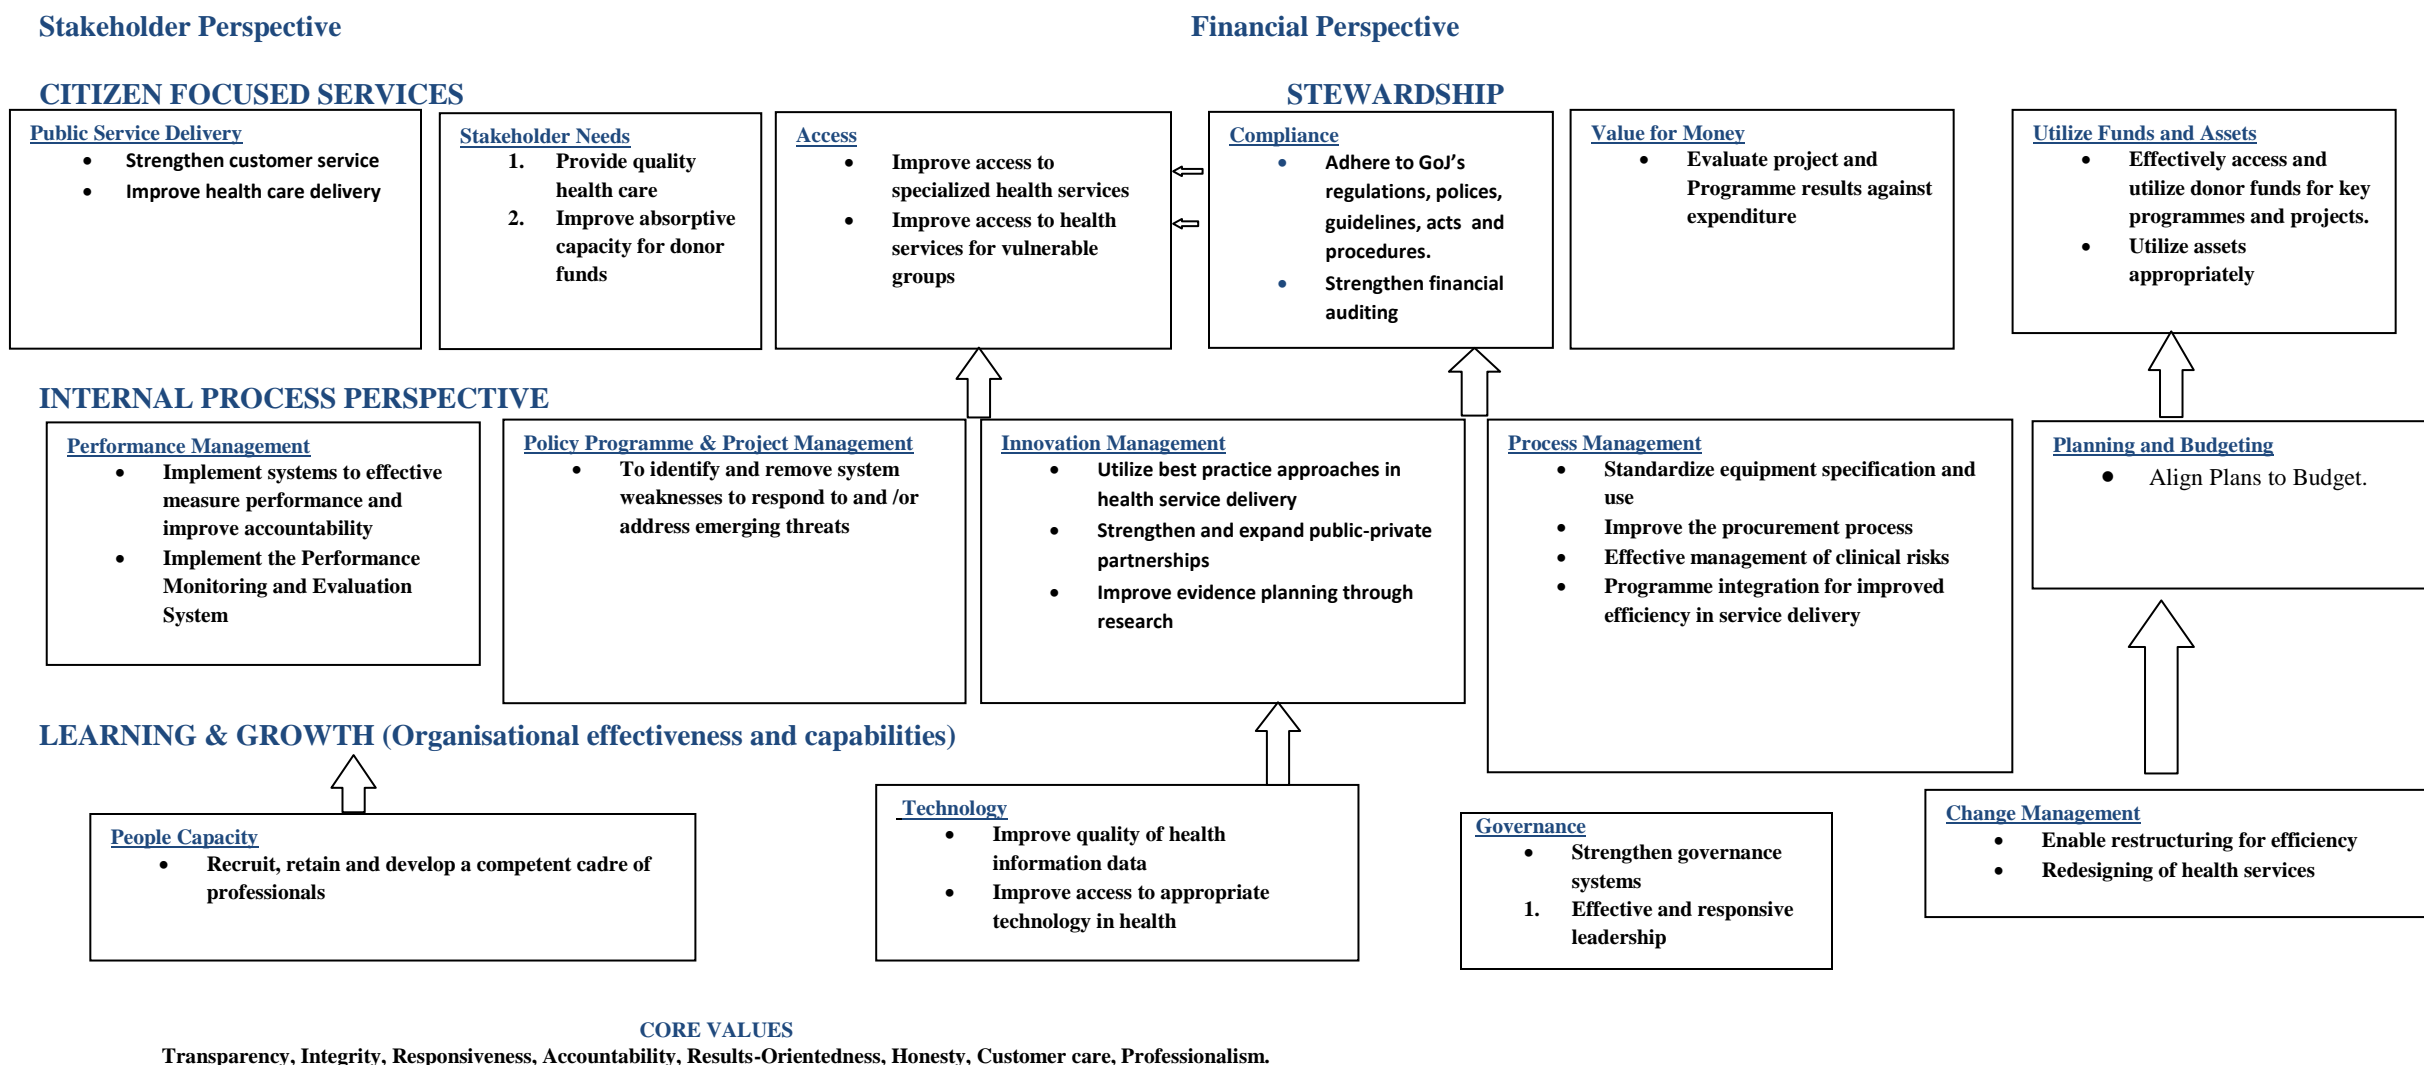 Stakeholder Perspective
Financial Perspective
CITIZEN FOCUSED SERVICES
STEWARDSHIP
Public Service Delivery
• Strengthen customer service
• Improve health care delivery
Stakeholder Needs
1. Provide quality
health care
2. Improve absorptive
capacity for donor
funds
Access
• Improve access to
specialized health services
• Improve access to health
services for vulnerable
groups
Compliance
• Adhere to GoJ’s
regulations, polices,
guidelines, acts and
procedures.
• Strengthen financial
auditing
Value for Money
• Evaluate project and
Programme results against
expenditure
Utilize Funds and Assets
• Effectively access and
utilize donor funds for key
programmes and projects.
• Utilize assets
appropriately
INTERNAL PROCESS PERSPECTIVE
Performance Management
• Implement systems to effective
measure performance and
improve accountability
• Implement the Performance
Monitoring and Evaluation
System
Policy Programme & Project Management
• To identify and remove system
weaknesses to respond to and /or
address emerging threats
Innovation Management
• Utilize best practice approaches in
health service delivery
• Strengthen and expand public-private
partnerships
• Improve evidence planning through
research
Process Management
• Standardize equipment specification and
use
• Improve the procurement process
• Effective management of clinical risks
• Programme integration for improved
efficiency in service delivery
Planning and Budgeting
• Align Plans to Budget.
LEARNING & GROWTH (Organisational effectiveness and capabilities)
People Capacity
• Recruit, retain and develop a competent cadre of
professionals
Technology
• Improve quality of health
information data
• Improve access to appropriate
technology in health
Governance
• Strengthen governance
systems
1. Effective and responsive
leadership
Change Management
• Enable restructuring for efficiency
• Redesigning of health services
CORE VALUES
Transparency, Integrity, Responsiveness, Accountability, Results-Orientedness, Honesty, Customer care, Professionalism.